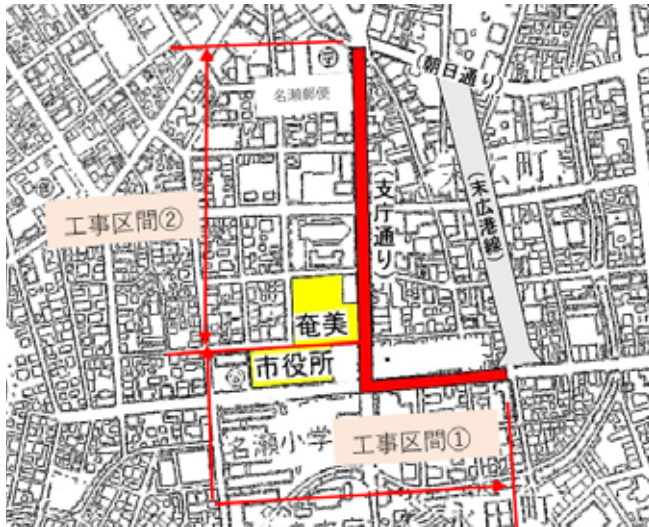 (朝日通り)
名瀬郵便
(末広港線)
(支庁通り)
工事区間②
奄美
市役所
名瀬小学
工事区間①